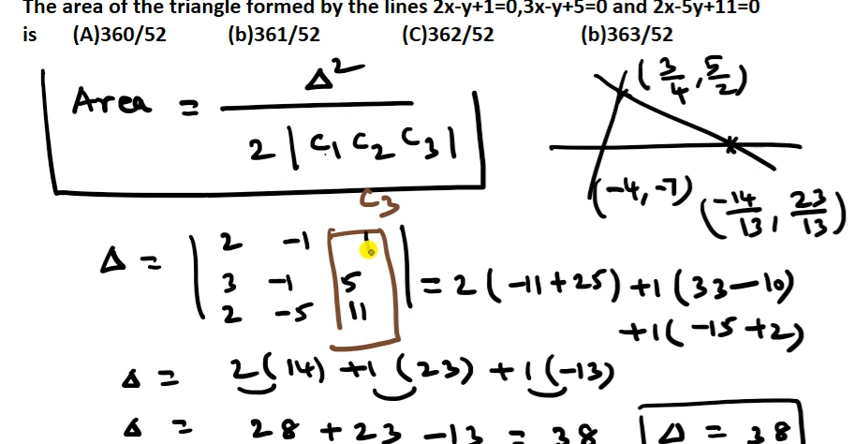 The area of the triangle formed by the lines 2x-y+1=0,3x-y+5=0 and 2x-5y+11=0
is (A)360/52 (b)361/52 (C)362/52 (b)363/52
Area = Δ² / 2|C₁ C₂ C₃|
(3/4, 5/2)
(-4, -7) (-14/13, 23/13)
C₃
Δ = | 2 -1 1 | = 2(-11+25) +1(33-10)
| 3 -1 5 |
| 2 -5 11 | +1(-15+2)
Δ = 2(14) +1(23) +1(-13)
Δ = 28 + 23 -13 = 38 Δ = 38